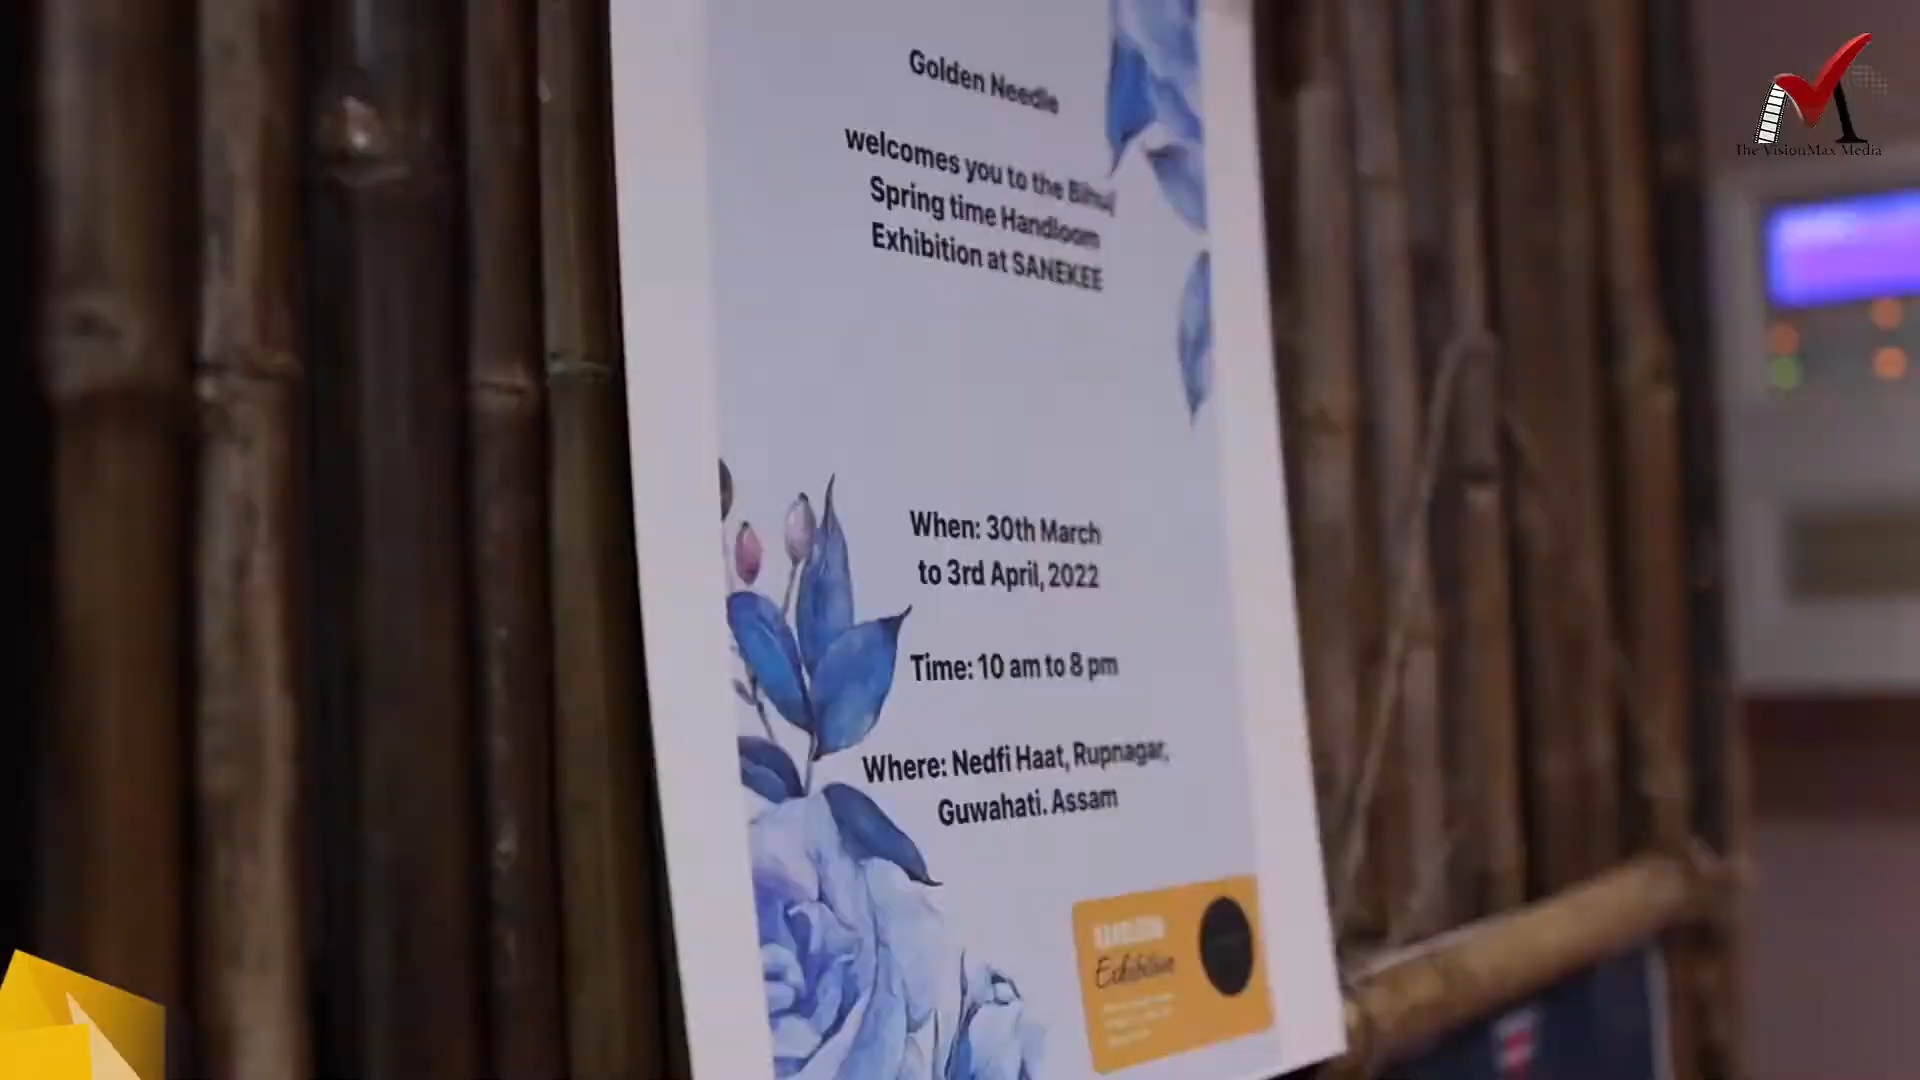 Golden Needle
welcomes you to the Bihu
Spring time Handloom
Exhibition at SANEKEE
When: 30th March
to 3rd April, 2022
Time: 10 am to 8 pm
Where: Nedfi Haat, Rupnagar,
Guwahati. Assam
Exhibition
The VisionMax Media